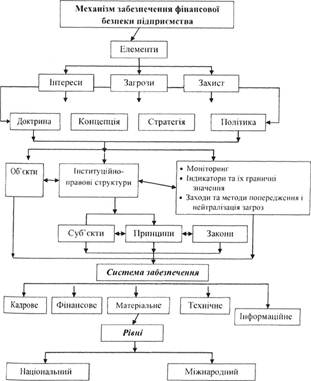 Механізм забезпечення фінансової
безпеки підприємства
Елементи
Інтереси Загрози Захист
Доктрина Концепція Стратегія Політика
Об'єкти
Інституційно-
правові структури
• Моніторинг
• Індикатори та їх граничні
значення
• Заходи та методи попередження і
нейтралізація загроз
Суб'єкти Принципи Закони
Система забезпечення
Кадрове Фінансове Матеріальне Технічне Інформаційне
Рівні
Національний Міжнародний